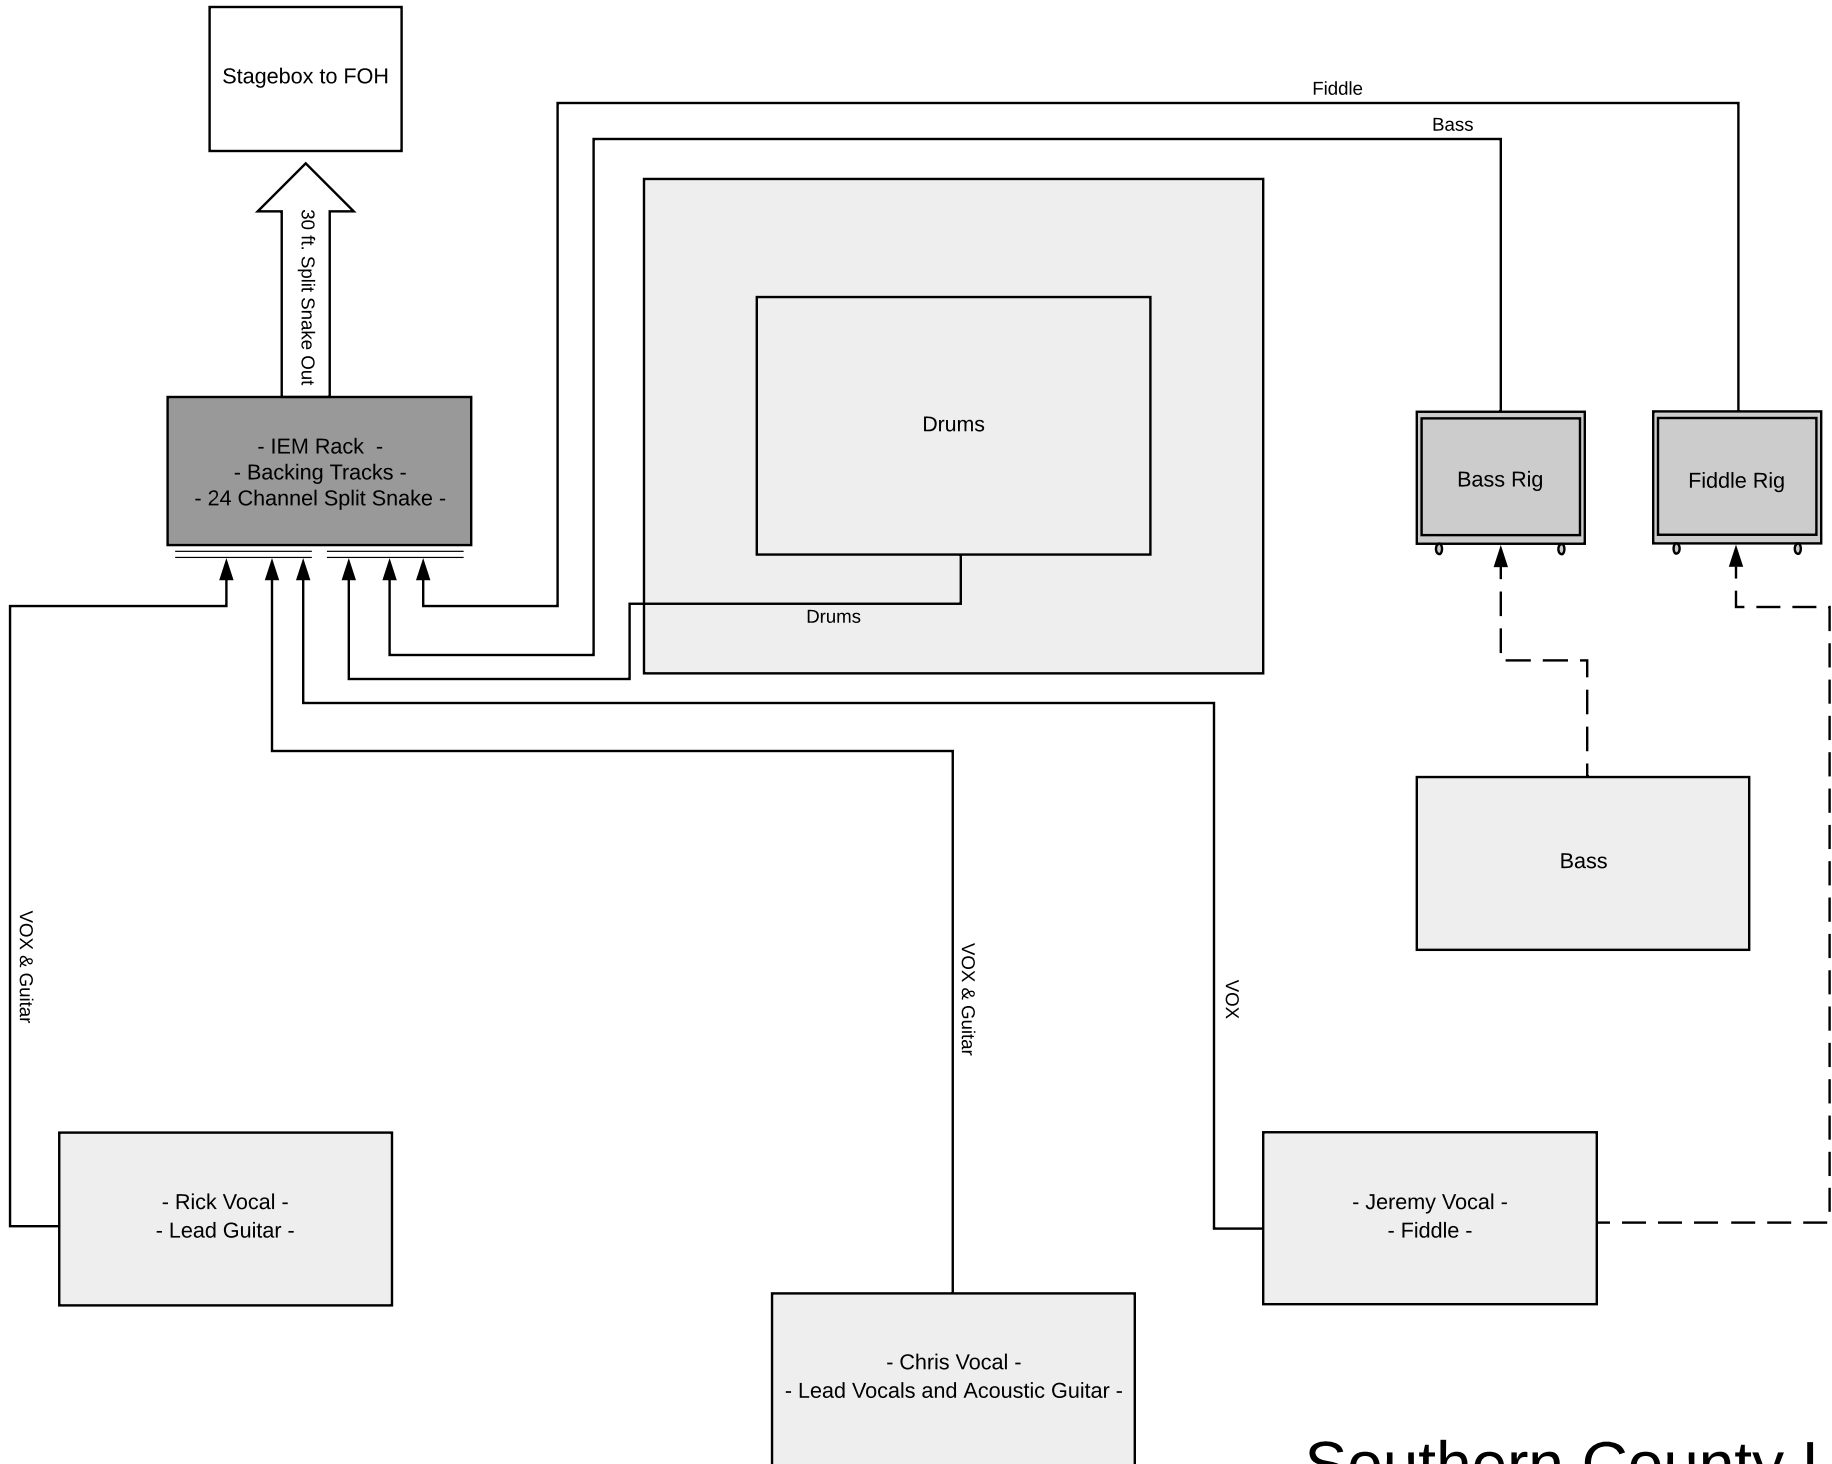 Stagebox to FOH
Fiddle
Bass
30 ft. Split Snake Out
- IEM Rack -
- Backing Tracks -
- 24 Channel Split Snake -
Drums
Bass Rig
Fiddle Rig
Drums
Bass
VOX & Guitar
VOX & Guitar
VOX
- Rick Vocal -
- Lead Guitar -
- Jeremy Vocal -
- Fiddle -
- Chris Vocal -
- Lead Vocals and Acoustic Guitar -
Southern County